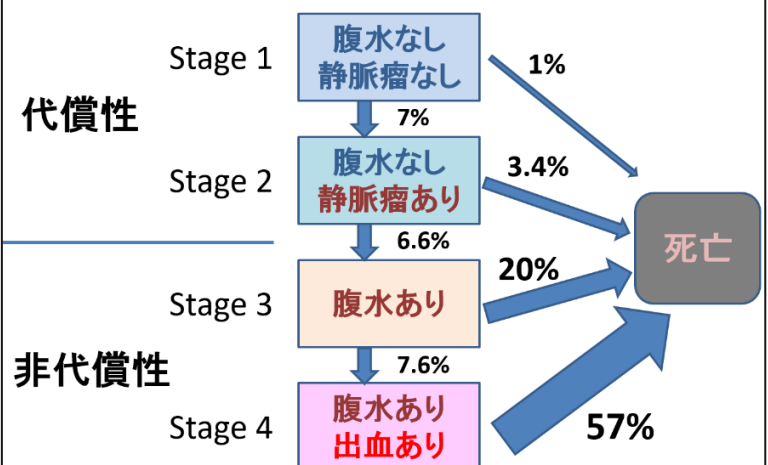 Stage 1
腹水なし
静脈瘤なし
1%
代償性
7%
Stage 2
腹水なし
静脈瘤あり
3.4%
死亡
6.6%
Stage 3
腹水あり
20%
非代償性
7.6%
Stage 4
腹水あり
出血あり
57%